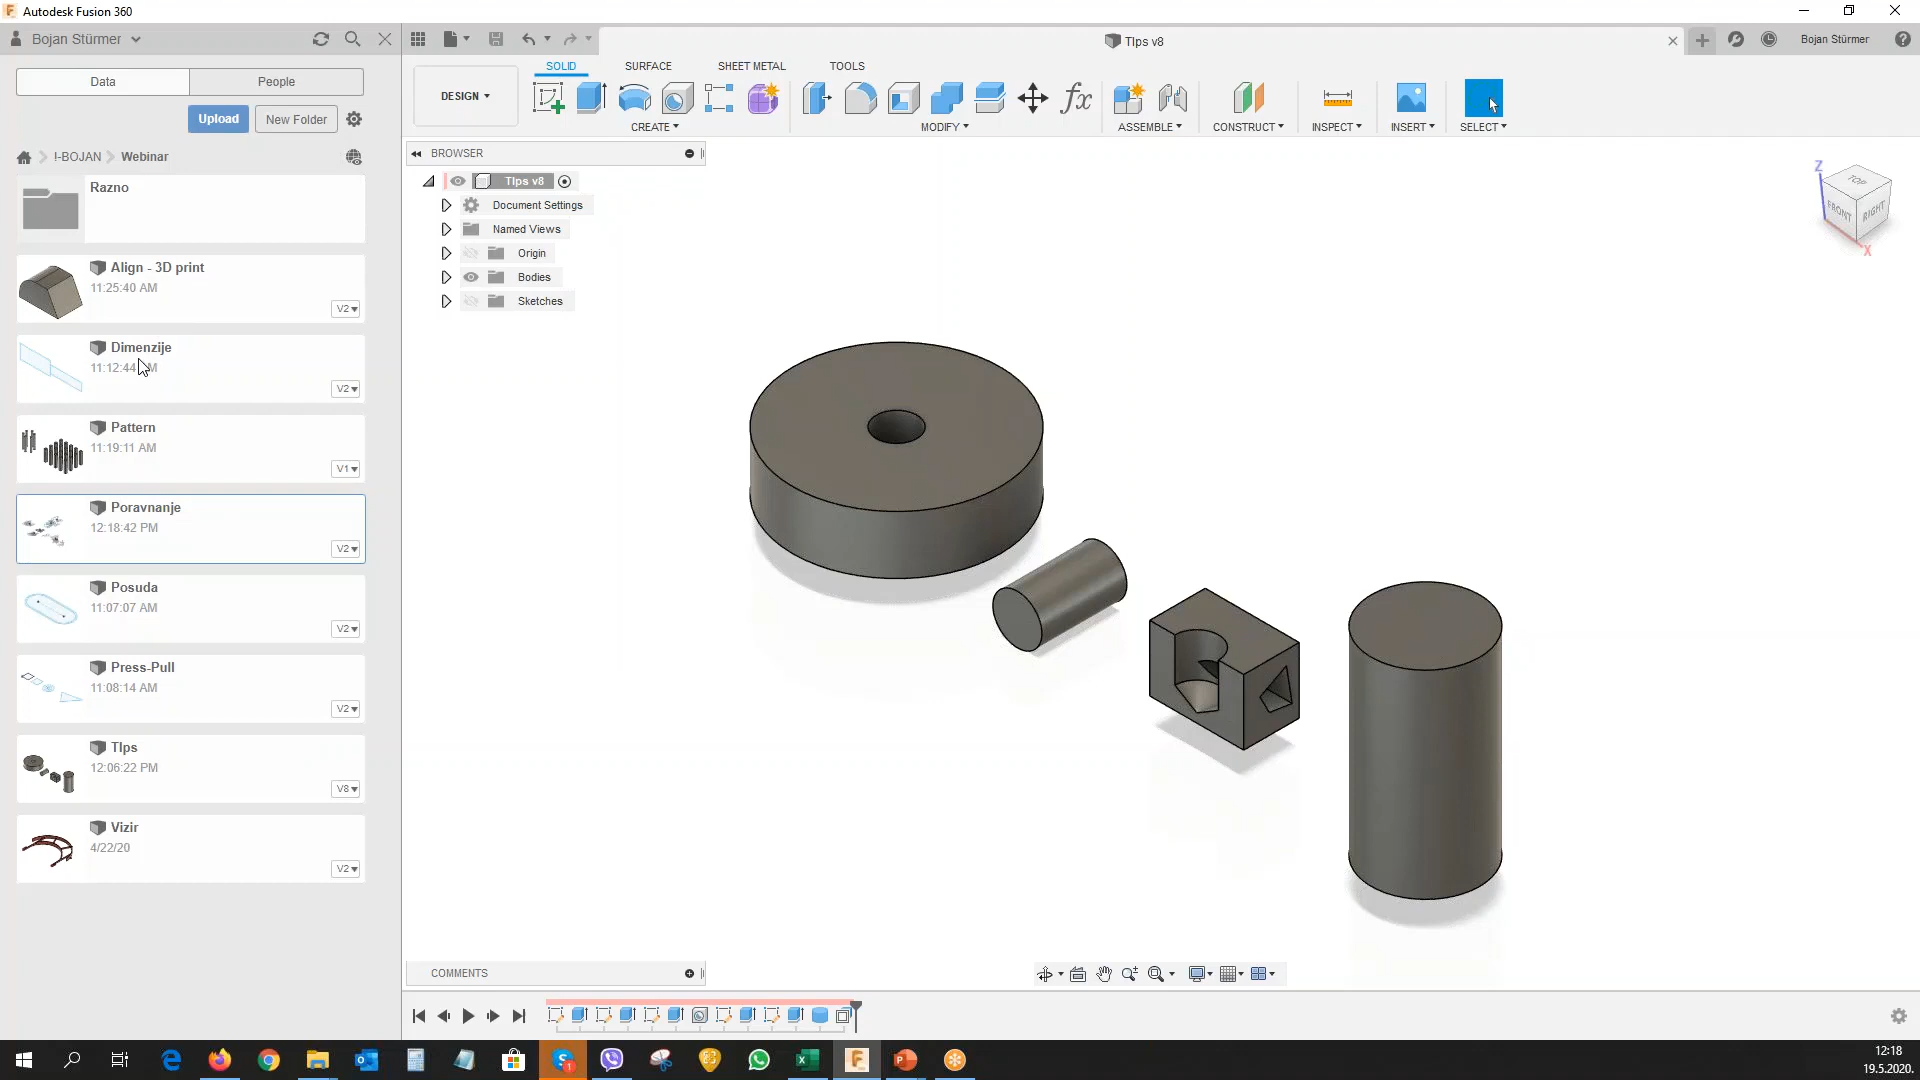 Autodesk Fusion 360
Bojan Stürmer
TIps v8
Bojan Stürmer
Data
People
Upload
New Folder
!-BOJAN
Webinar
Razno
Align - 3D print
11:25:40 AM
V2
Dimenzije
11:12:44 M
V2
Pattern
11:19:11 AM
V1
Poravnanje
12:18:42 PM
V2
Posuda
11:07:07 AM
V2
Press-Pull
11:08:14 AM
V2
TIps
12:06:22 PM
V8
Vizir
4/22/20
V2
DESIGN
SOLID
SURFACE
SHEET METAL
TOOLS
CREATE
MODIFY
ASSEMBLE
CONSTRUCT
INSPECT
INSERT
SELECT
BROWSER
TIps v8
Document Settings
Named Views
Origin
Bodies
Sketches
Z
TOP
FRONT
RIGHT
X
COMMENTS
12:18
19.5.2020.